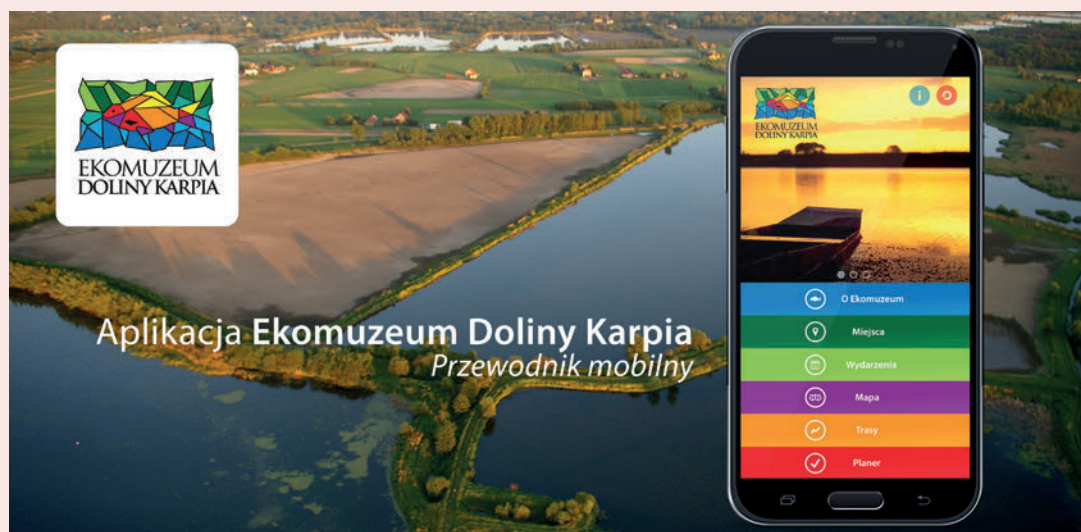 EKOMUZEUM
DOLINY KARPIA
Aplikacja Ekomuzeum Doliny Karpia
Przewodnik mobilny
EKOMUZEUM
DOLINY KARPIA
i
O Ekomuzeum
Miejsca
Wydarzenia
Mapa
Trasy
Planer